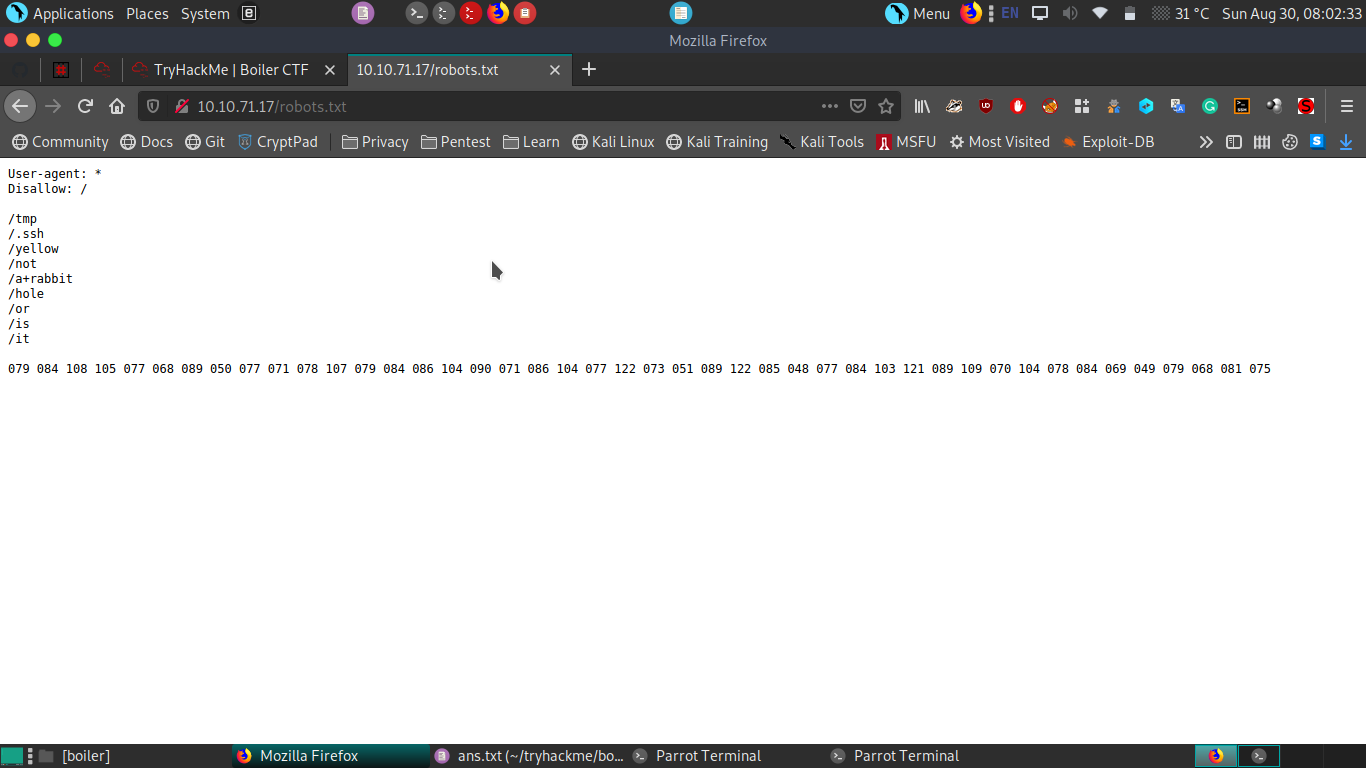 Applications Places System Menu EN 31 °C Sun Aug 30, 08:02:33
Mozilla Firefox
TryHackMe | Boiler CTF 10.10.71.17/robots.txt
10.10.71.17/robots.txt
Community Docs Git CryptPad Privacy Pentest Learn Kali Linux Kali Training Kali Tools MSFU Most Visited Exploit-DB
User-agent: *
Disallow: /
/tmp
/.ssh
/yellow
/not
/a+rabbit
/hole
/or
/is
/it
079 084 108 105 077 068 089 050 077 071 078 107 079 084 086 104 090 071 086 104 077 122 073 051 089 122 085 048 077 084 103 121 089 109 070 104 078 084 069 049 079 068 081 075
[boiler] Mozilla Firefox ans.txt (~/tryhackme/bo... Parrot Terminal Parrot Terminal